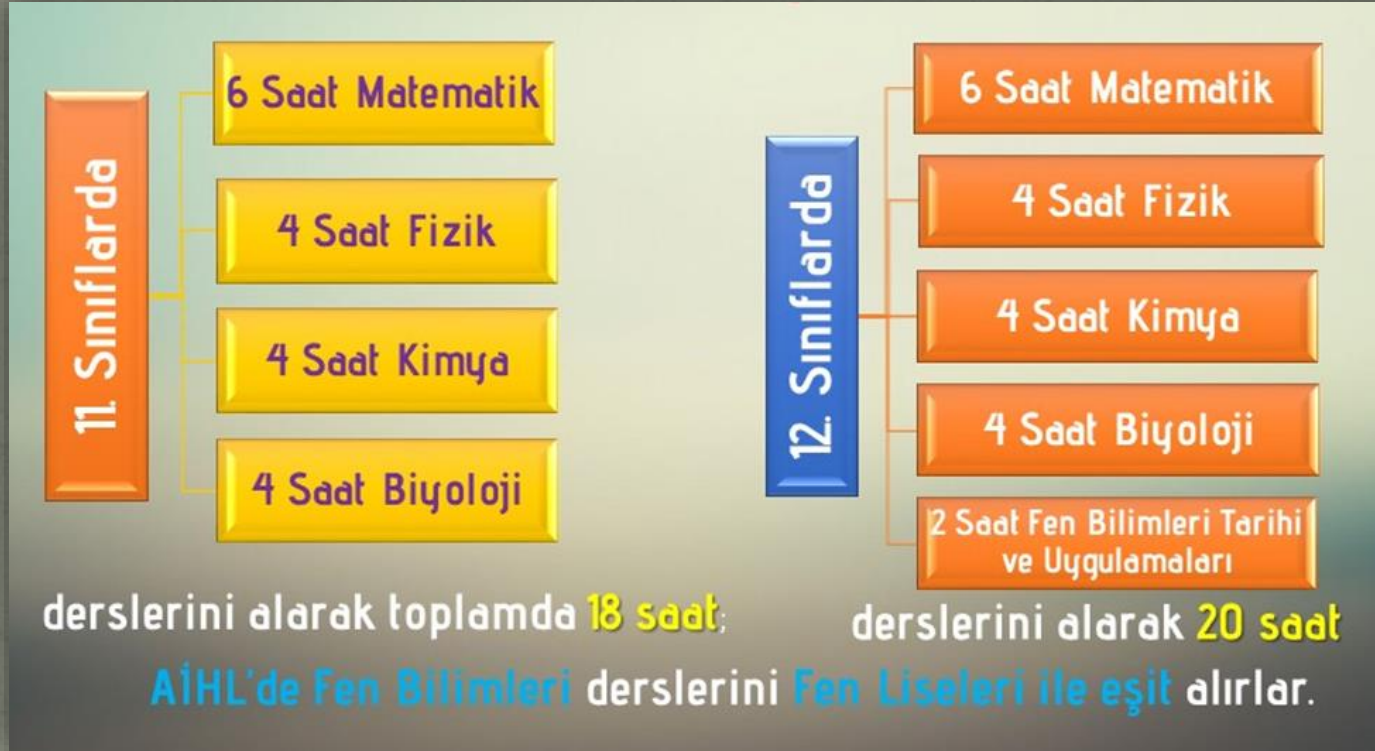 11. Sınıflarda
6 Saat Matematik
4 Saat Fizik
4 Saat Kimya
4 Saat Biyoloji
derslerini alarak toplamda 18 saat;
12. Sınıflarda
6 Saat Matematik
4 Saat Fizik
4 Saat Kimya
4 Saat Biyoloji
2 Saat Fen Bilimleri Tarihi
ve Uygulamaları
derslerini alarak 20 saat
AİHL'de Fen Bilimleri derslerini Fen Liseleri ile eşit alırlar.